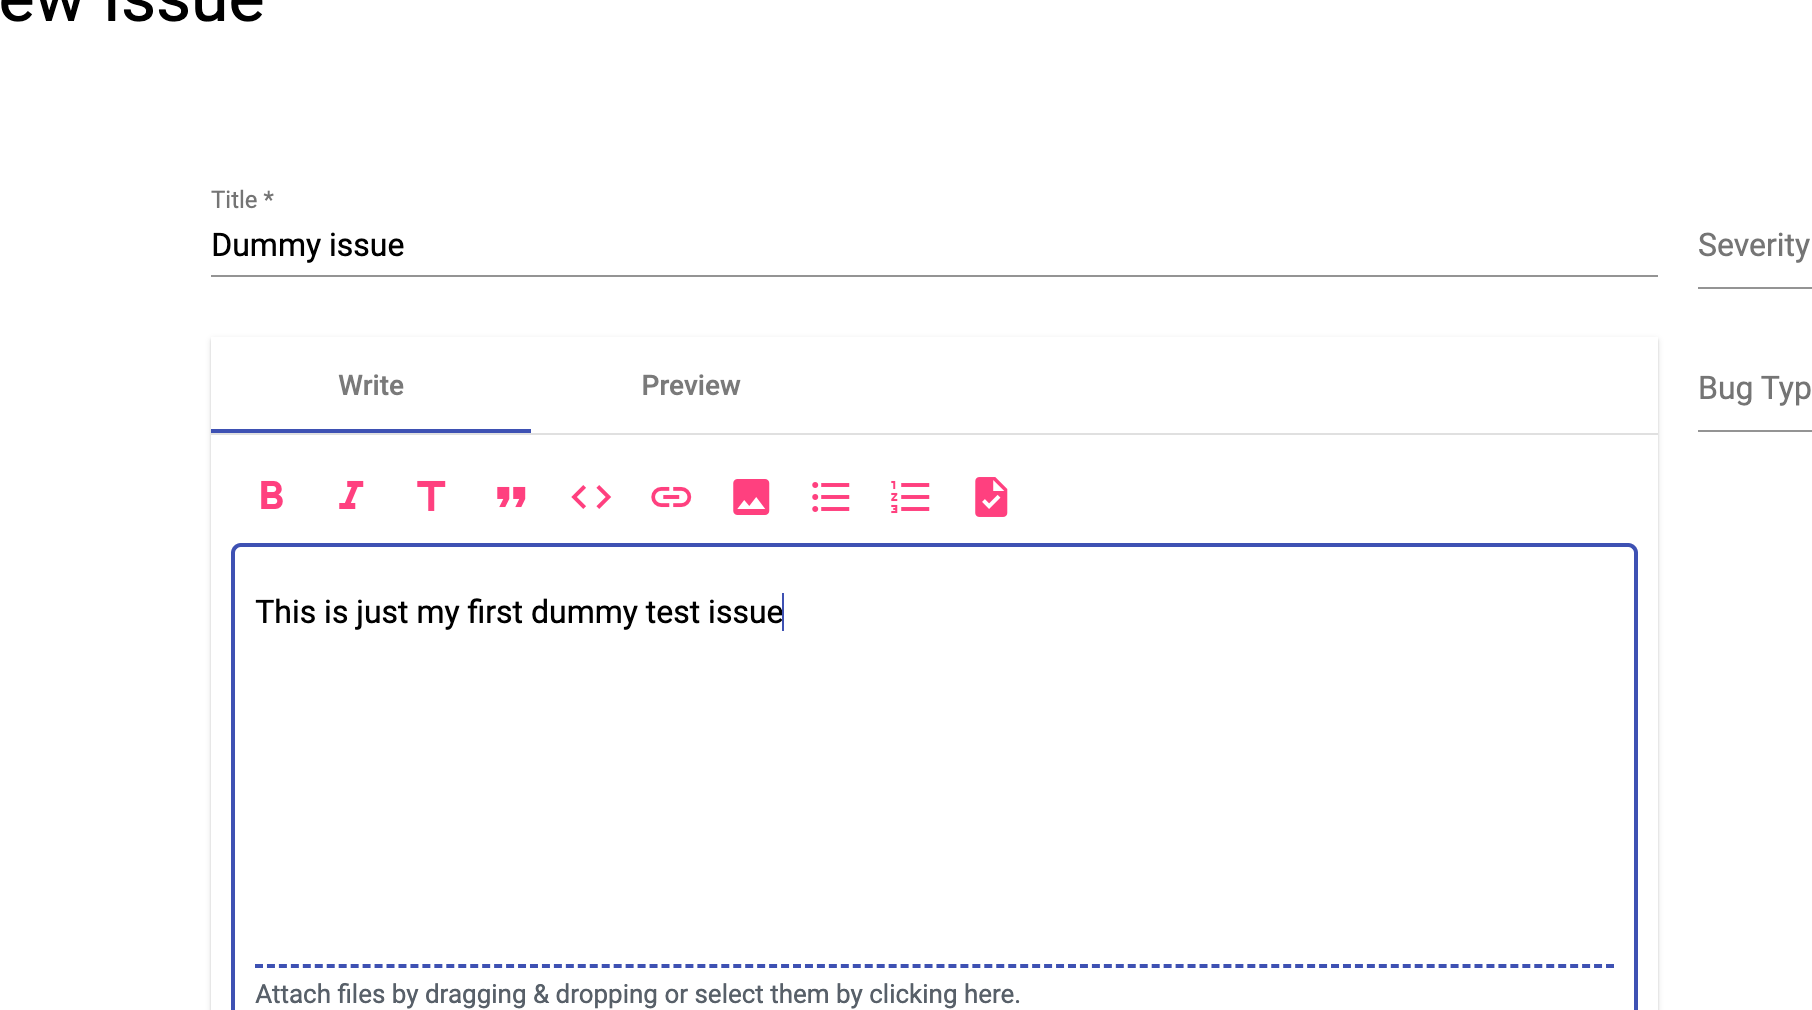 ew issue
Title *
Dummy issue
Severity
Write
Preview
Bug Typ
B I T
This is just my first dummy test issue
Attach files by dragging & dropping or select them by clicking here.